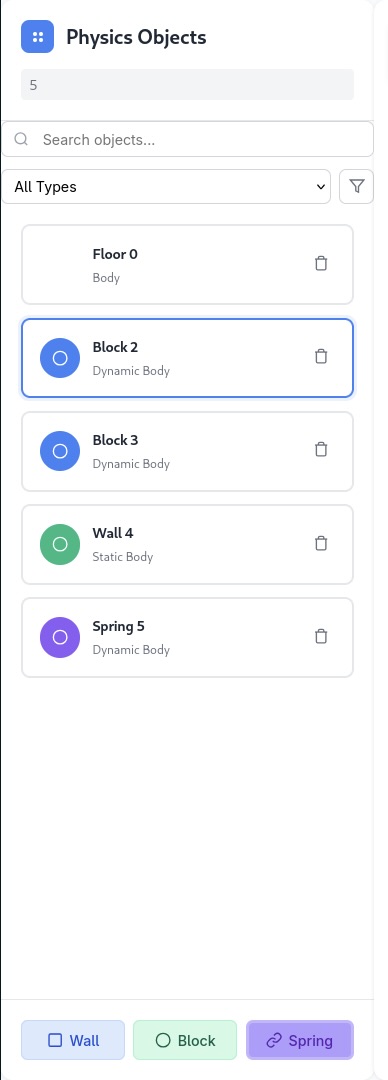 Physics Objects
5
Search objects...
All Types
Floor 0
Body
Block 2
Dynamic Body
Block 3
Dynamic Body
Wall 4
Static Body
Spring 5
Dynamic Body
Wall
Block
Spring